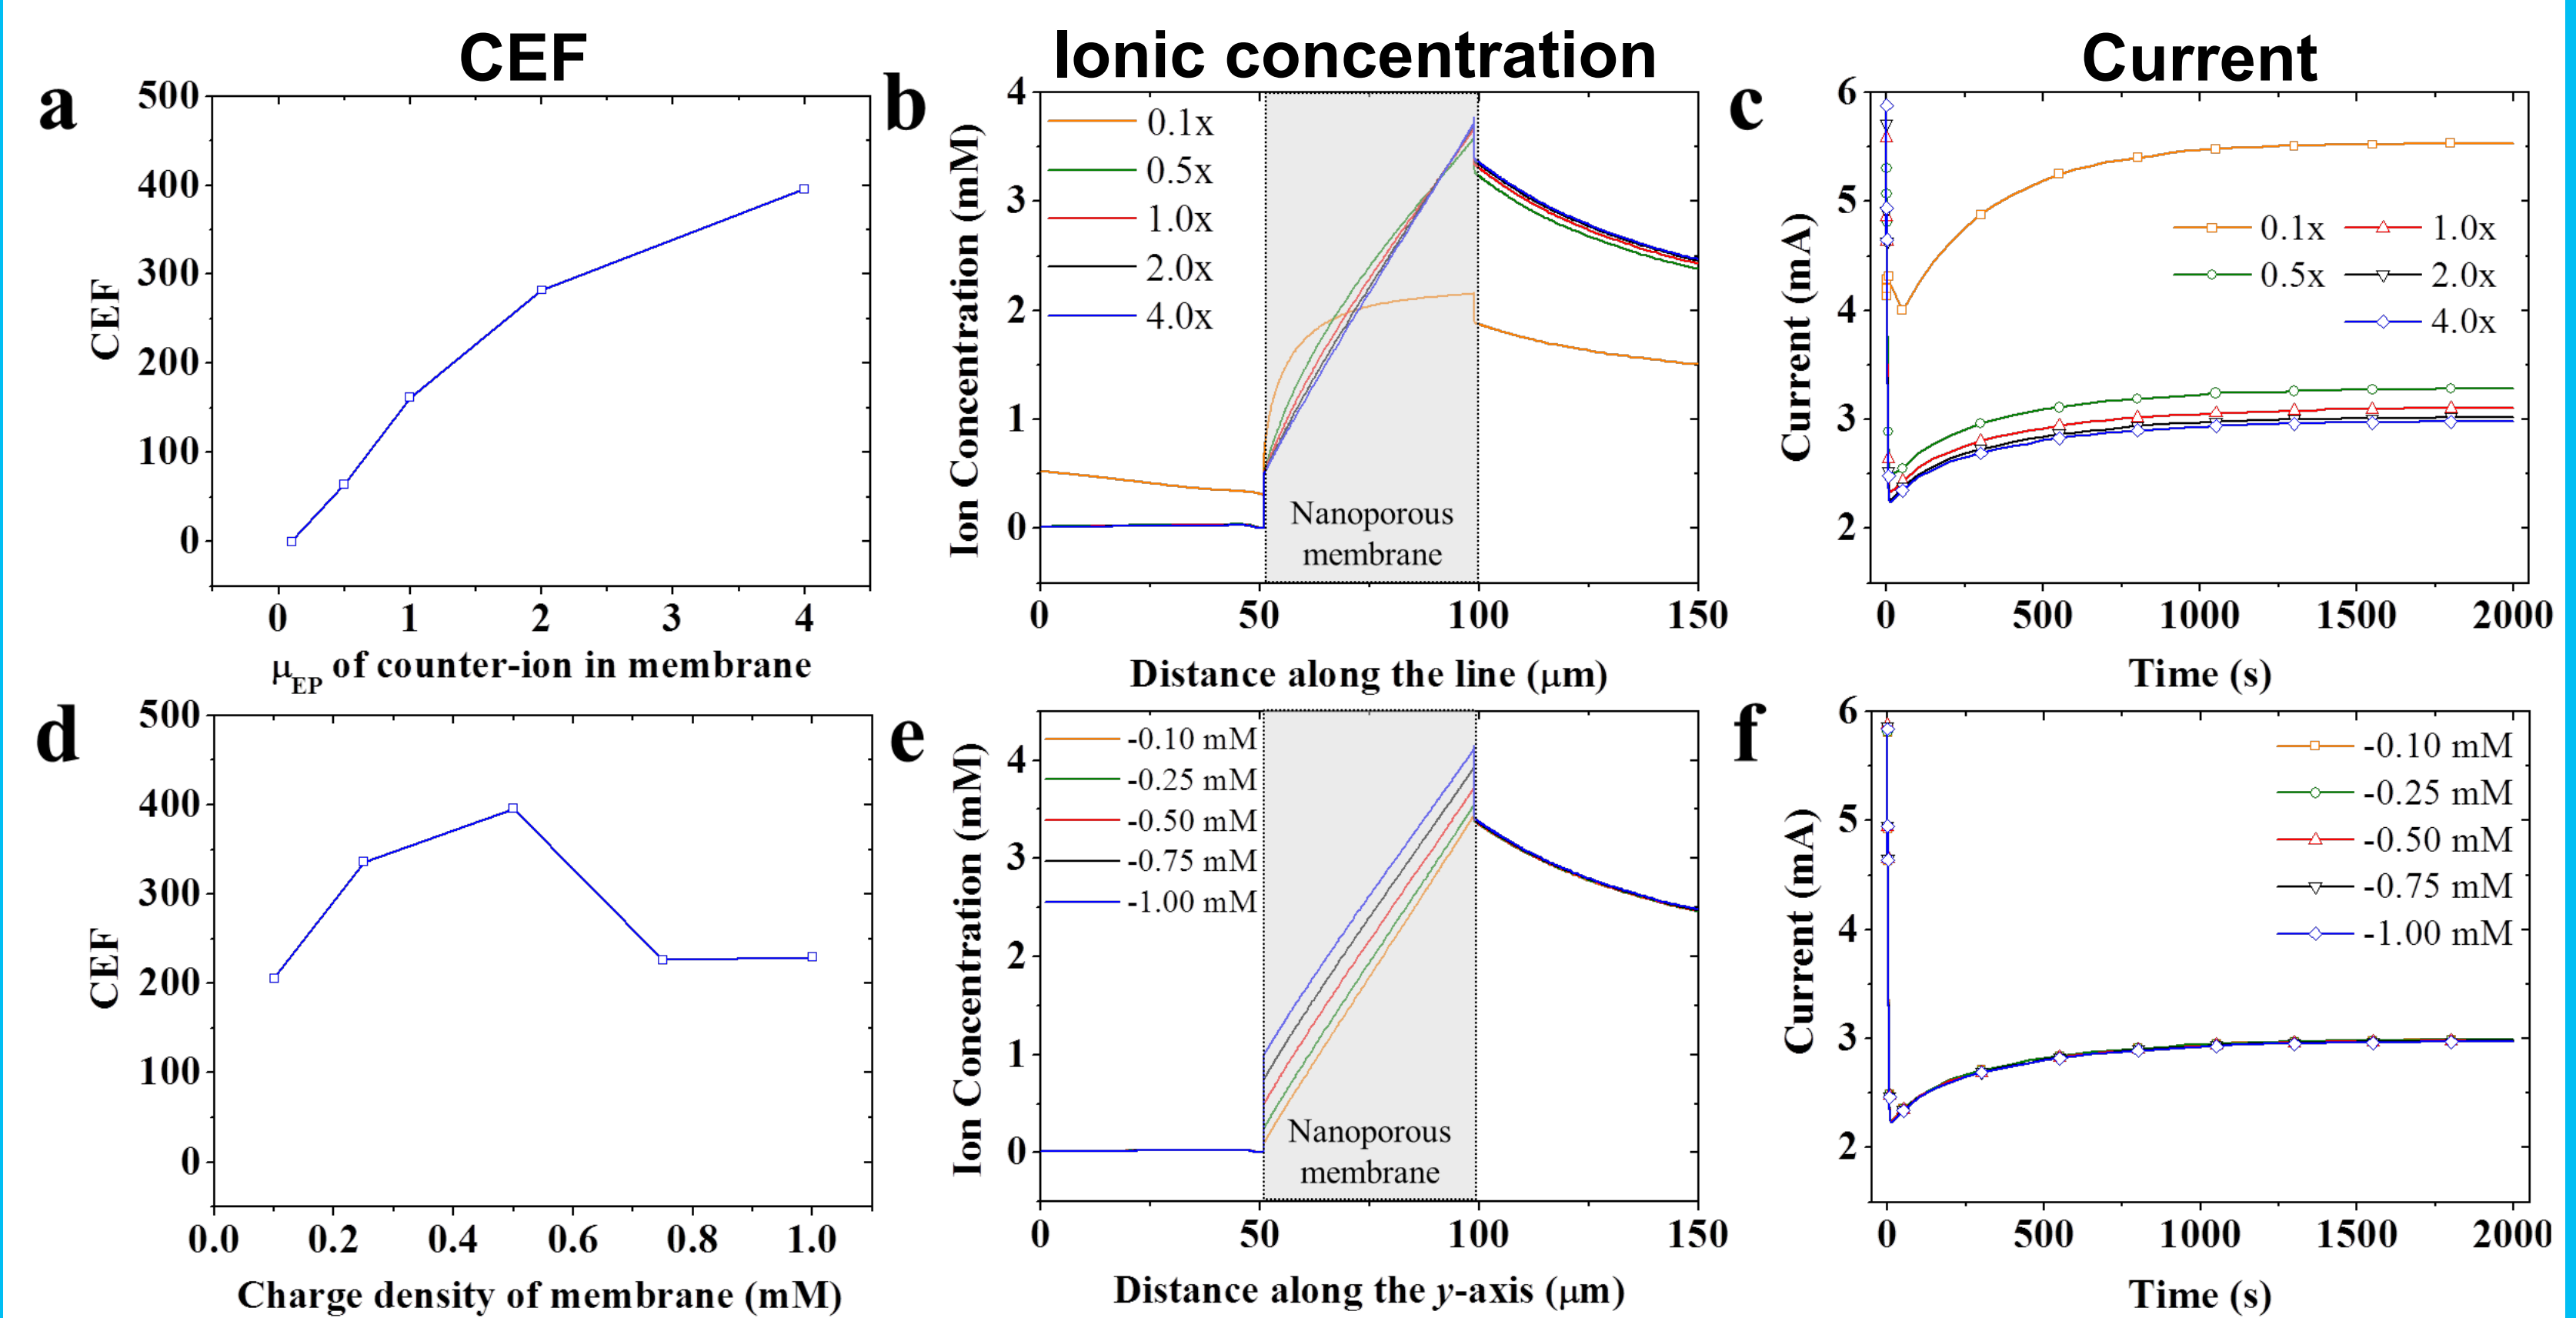 CEF
Ionic concentration
Current
a
500
400
300
200
100
0
CEF
0 1 2 3 4
μEP of counter-ion in membrane
b
4
3
2
1
0
Ion Concentration (mM)
0.1x
0.5x
1.0x
2.0x
4.0x
Nanoporous
membrane
0 50 100 150
Distance along the line (μm)
c
6
5
4
3
2
Current (mA)
0.1x 1.0x
0.5x 2.0x
4.0x
0 500 1000 1500 2000
Time (s)
d
500
400
300
200
100
0
CEF
0.0 0.2 0.4 0.6 0.8 1.0
Charge density of membrane (mM)
e
4
3
2
1
0
Ion Concentration (mM)
-0.10 mM
-0.25 mM
-0.50 mM
-0.75 mM
-1.00 mM
Nanoporous
membrane
0 50 100 150
Distance along the y-axis (μm)
f
6
5
4
3
2
Current (mA)
-0.10 mM
-0.25 mM
-0.50 mM
-0.75 mM
-1.00 mM
0 500 1000 1500 2000
Time (s)